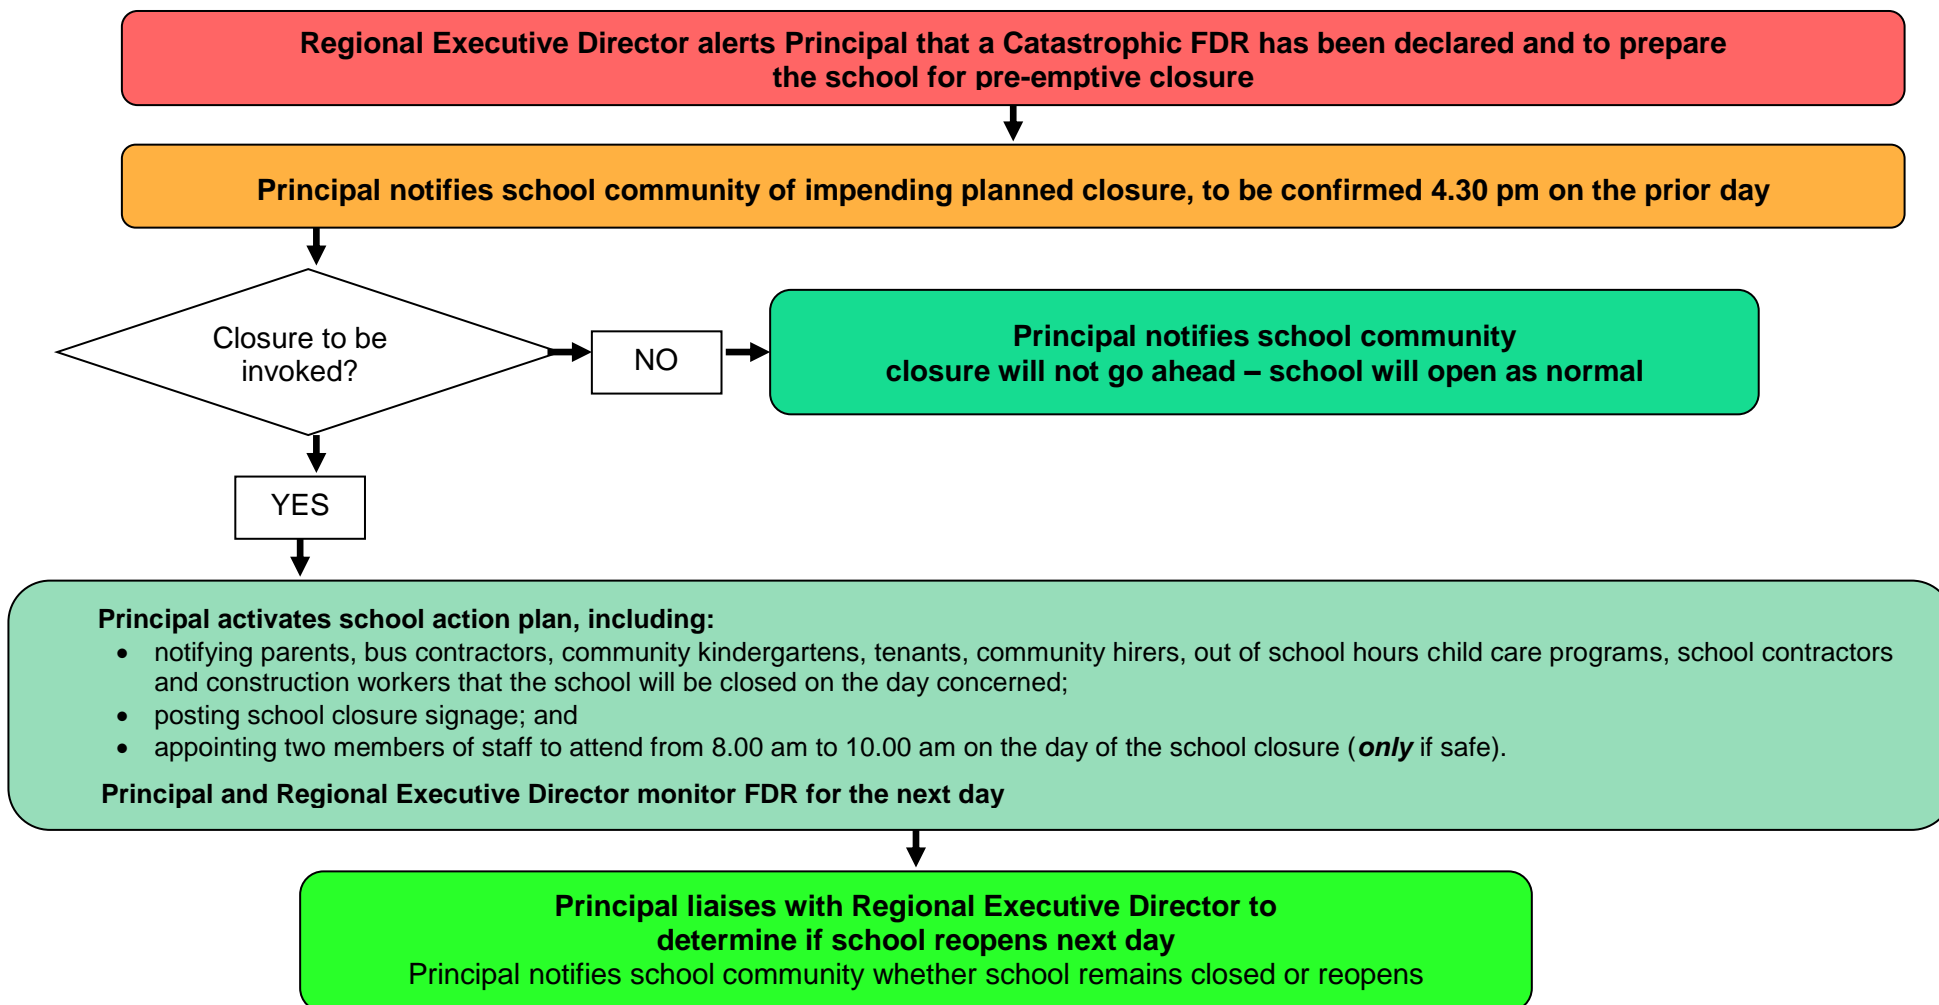 Regional Executive Director alerts Principal that a Catastrophic FDR has been declared and to prepare
the school for pre-emptive closure
Principal notifies school community of impending planned closure, to be confirmed 4.30 pm on the prior day
Closure to be
invoked?
NO
Principal notifies school community
closure will not go ahead – school will open as normal
YES
Principal activates school action plan, including:
• notifying parents, bus contractors, community kindergartens, tenants, community hirers, out of school hours child care programs, school contractors
and construction workers that the school will be closed on the day concerned;
• posting school closure signage; and
• appointing two members of staff to attend from 8.00 am to 10.00 am on the day of the school closure (only if safe).
Principal and Regional Executive Director monitor FDR for the next day
Principal liaises with Regional Executive Director to
determine if school reopens next day
Principal notifies school community whether school remains closed or reopens